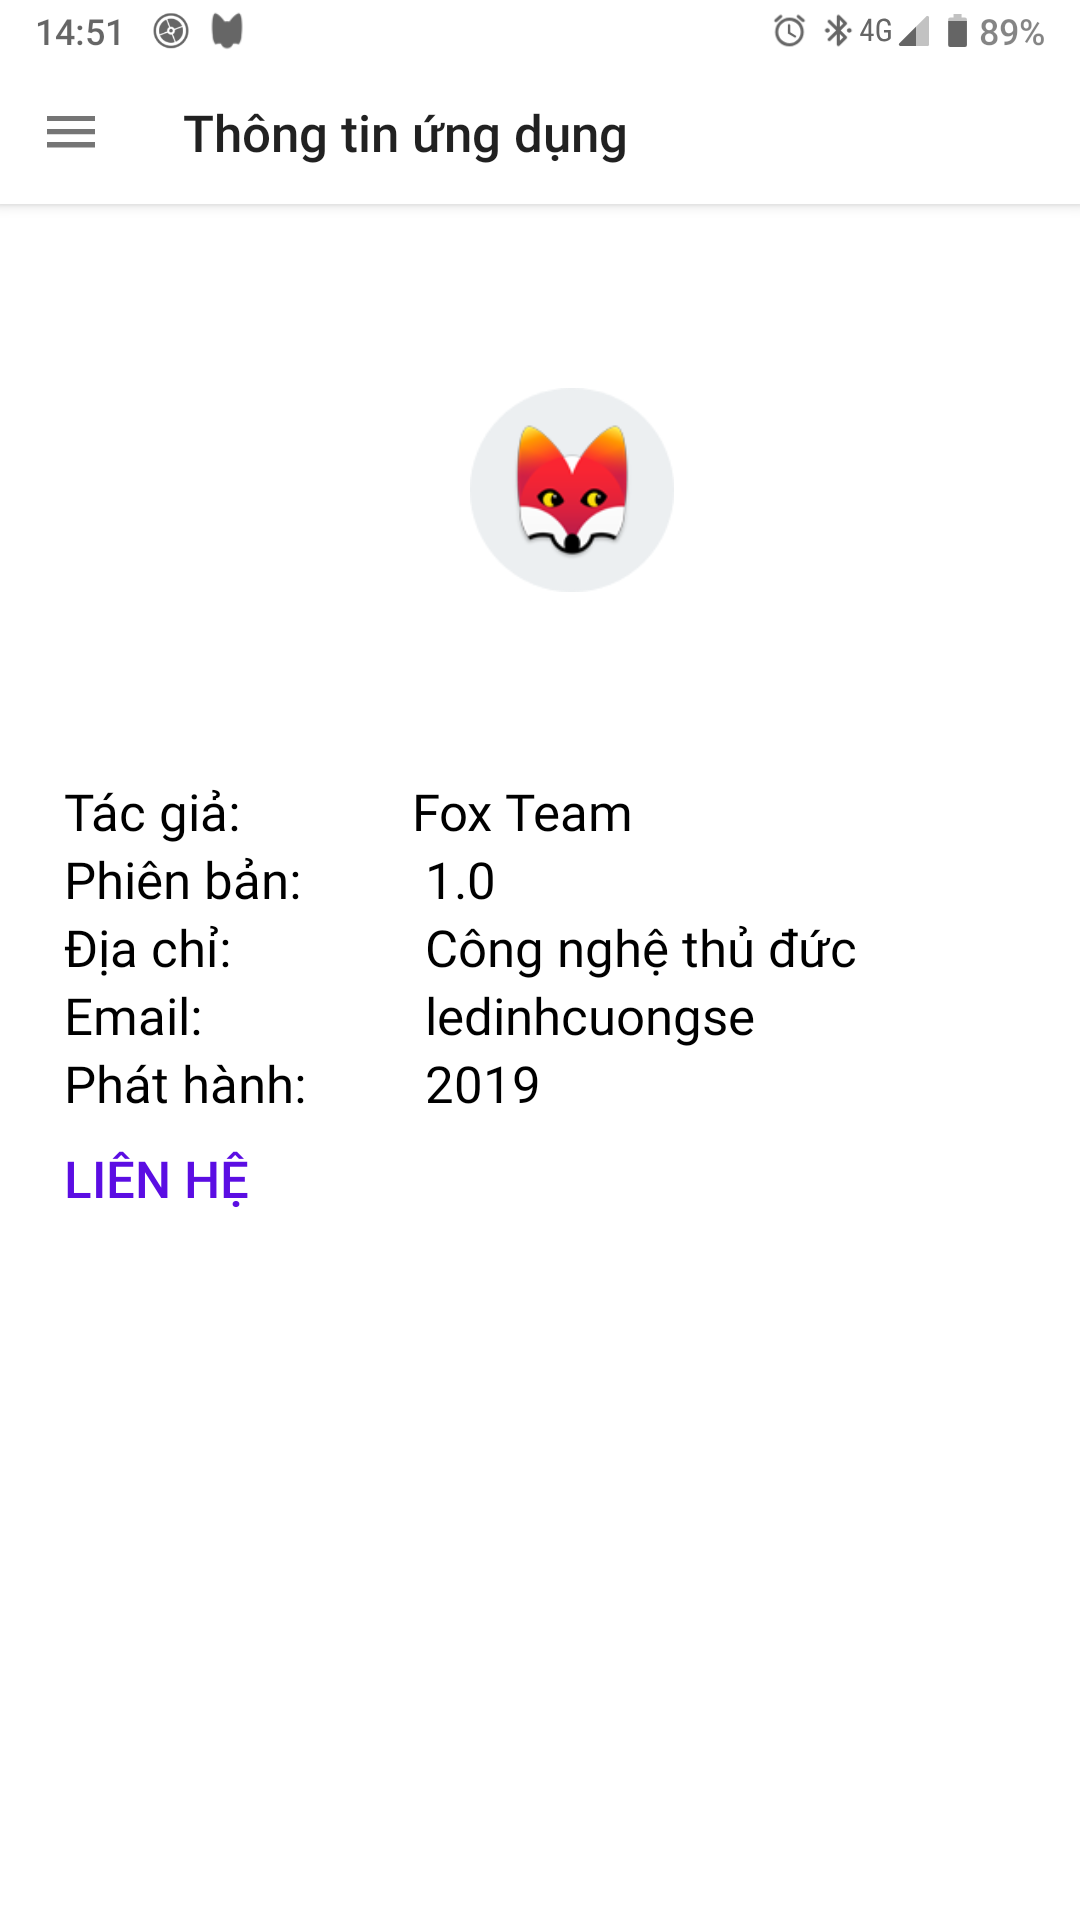 14:51 4G 89%
Thông tin ứng dụng
Tác giả: Fox Team
Phiên bản: 1.0
Địa chỉ: Công nghệ thủ đức
Email: ledinhcuongse
Phát hành: 2019
LIÊN HỆ